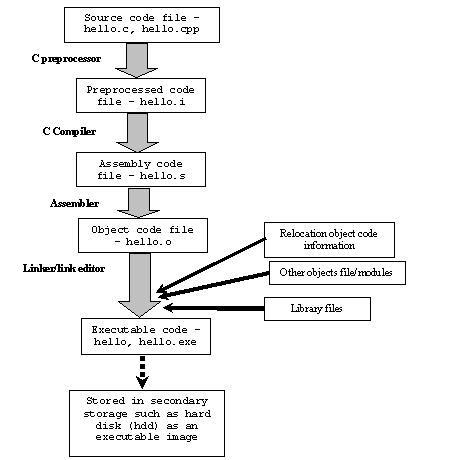 Source code file -
hello.c, hello.cpp
C preprocessor
Preprocessed code
file - hello.i
C Compiler
Assembly code
file - hello.s
Assembler
Object code file
- hello.o
Linker/link editor
Relocation object code
information
Other objects file/modules
Library files
Executable code -
hello, hello.exe
Stored in secondary
storage such as hard
disk (hdd) as an
executable image